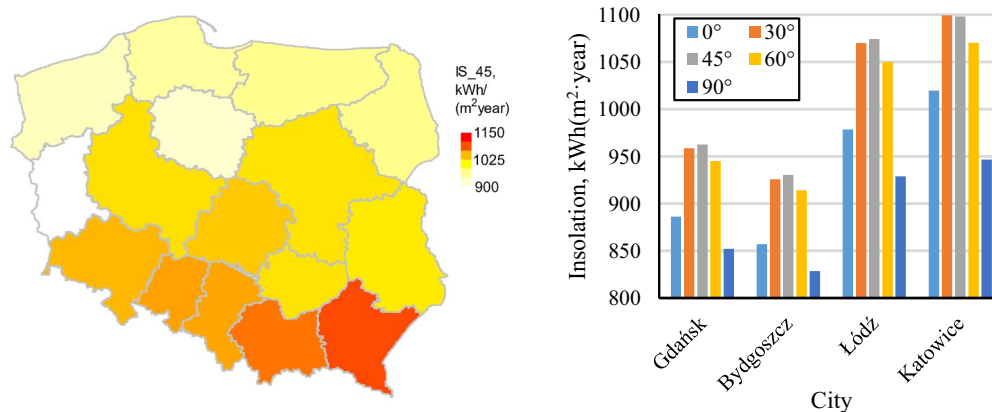 IS_45,
kWh/
(m²year)
1150
1025
900
Insolation, kWh(m²·year)
1100
1050
1000
950
900
850
800
0° 30°
45° 60°
90°
Gdańsk Bydgoszcz Łódź Katowice
City